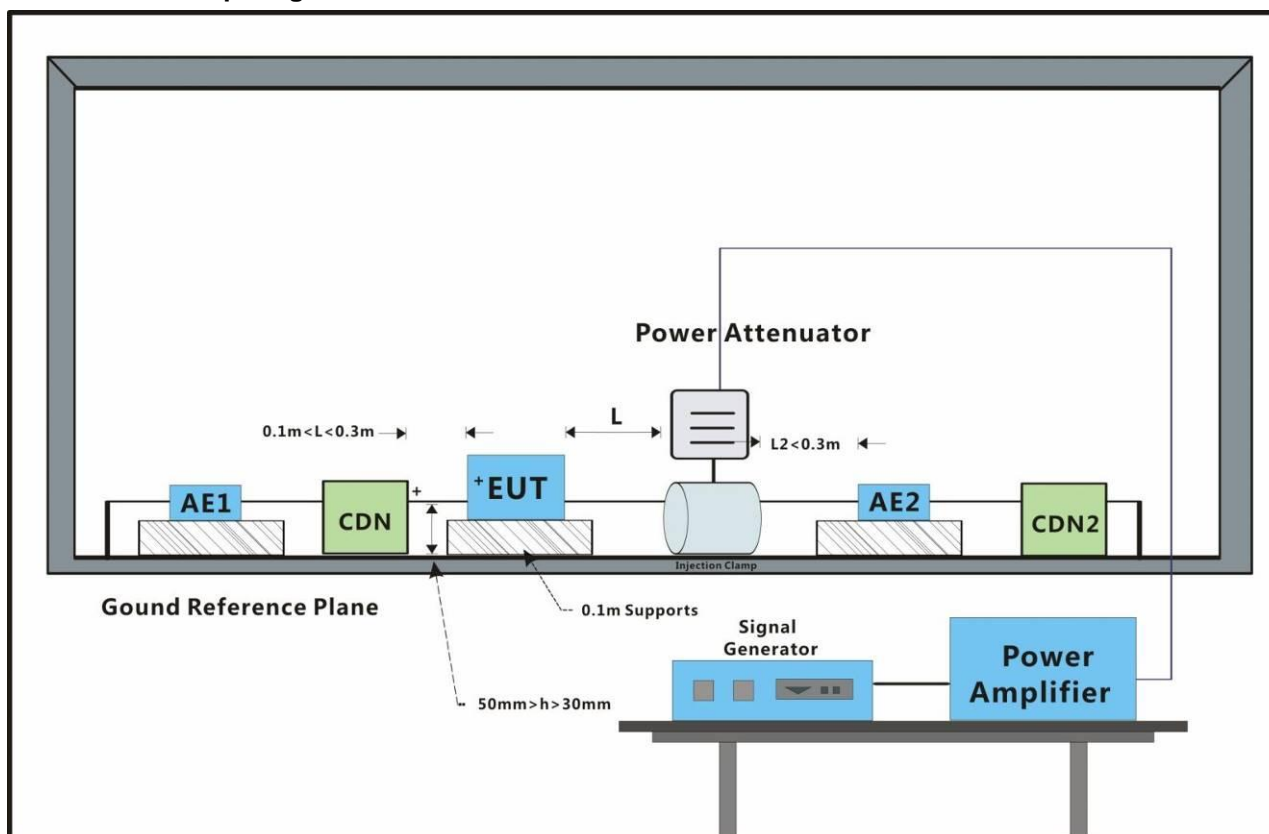 Power Attenuator
0.1m<L<0.3m
L
L2<0.3m
AE1
CDN
+
+EUT
AE2
CDN2
Injection Clamp
Gound Reference Plane
0.1m Supports
Signal
Generator
Power
Amplifier
50mm>h>30mm